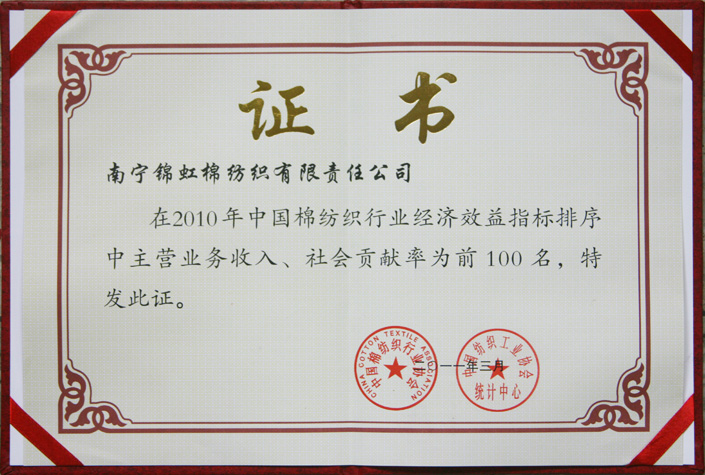 证书
南宁锦虹棉纺织有限责任公司
在2010年中国棉纺织行业经济效益指标排序
中主营业务收入、社会贡献率为前100名，特
发此证。
CHINA COTTON TEXTILE ASSOCIATION
中国棉纺织行业协会
中国纺织工业协会
统计中心
一一年三月